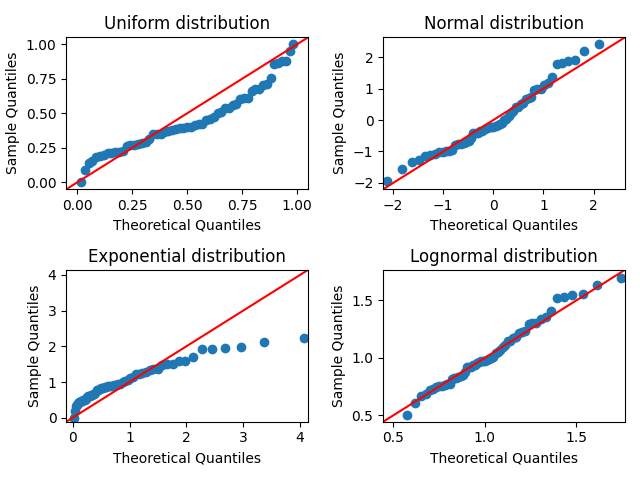 Uniform distribution
1.00
0.75
0.50
0.25
0.00
Sample Quantiles
0.00 0.25 0.50 0.75 1.00
Theoretical Quantiles
Normal distribution
2
1
0
−1
−2
Sample Quantiles
−2 −1 0 1 2
Theoretical Quantiles
Exponential distribution
4
3
2
1
0
Sample Quantiles
0 1 2 3 4
Theoretical Quantiles
Lognormal distribution
1.5
1.0
0.5
Sample Quantiles
0.5 1.0 1.5
Theoretical Quantiles